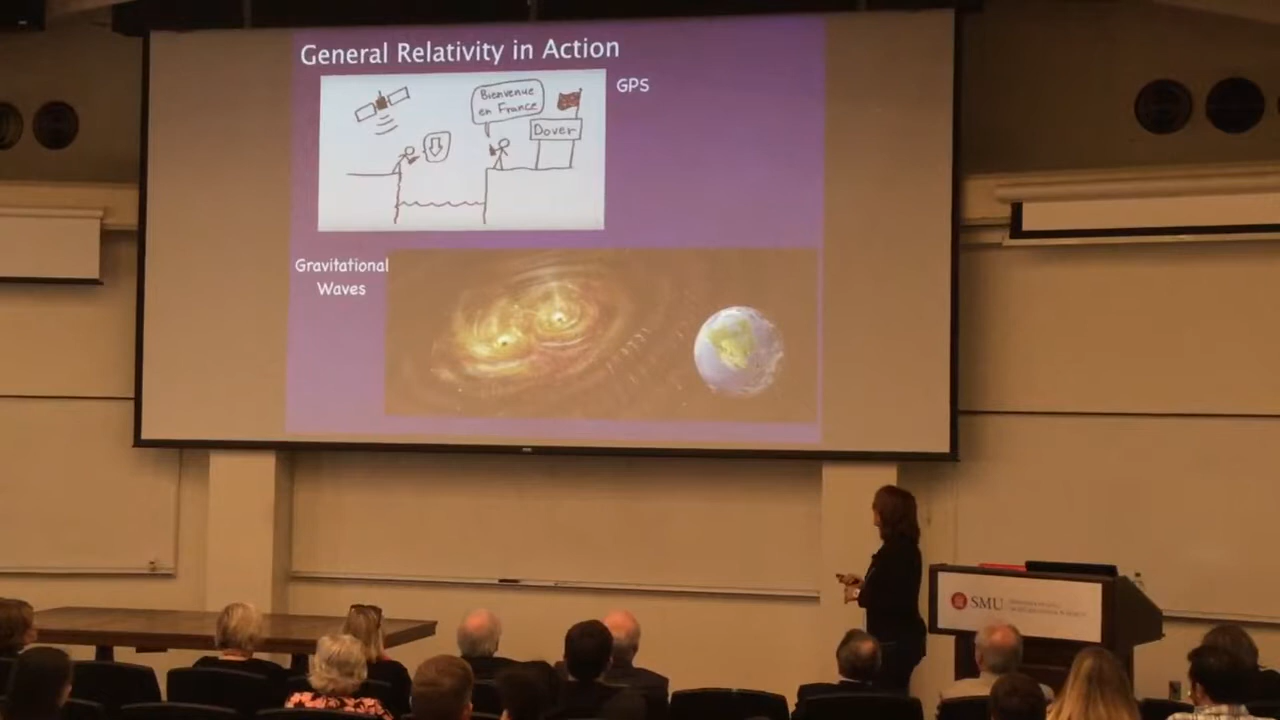 General Relativity in Action
GPS
Bienvenue
en France
Dover
Gravitational
Waves
SMU